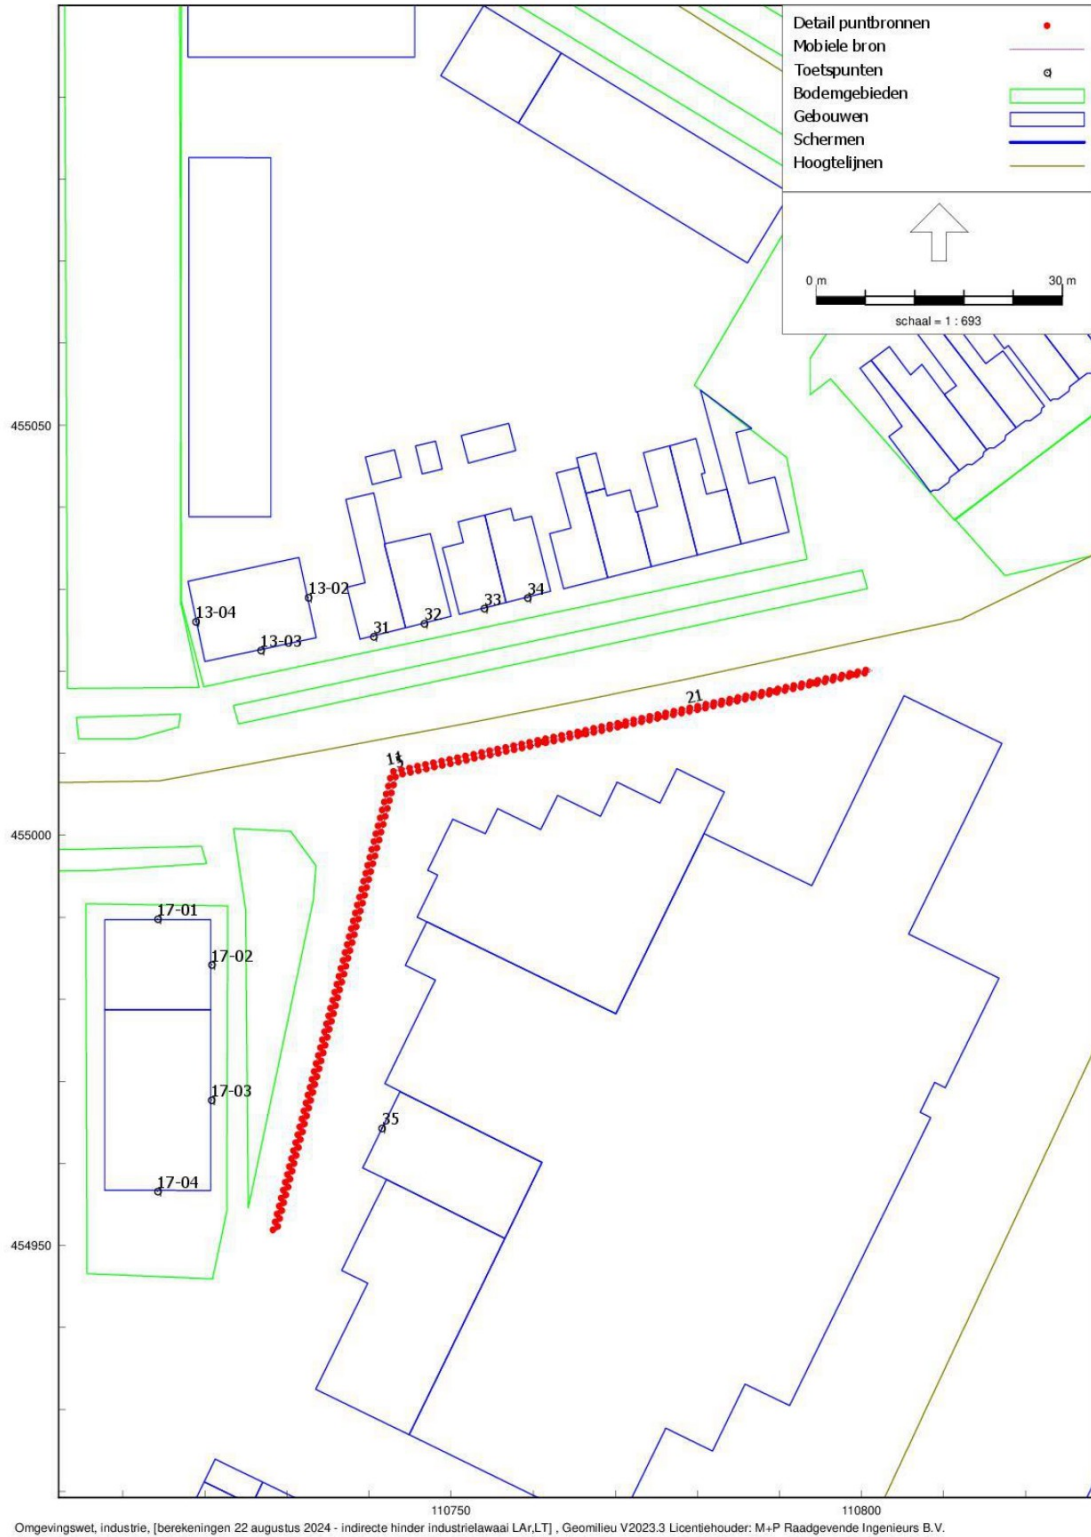 Detail puntbronnen
Mobiele bron
Toetspunten
Bodemgebieden
Gebouwen
Schermen
Hoogtelijnen
0 m 30 m
schaal = 1 : 693
455050
13-02
13-04
13-03
31
32
33
34
21
11
455000
17-01
17-02
17-03
35
17-04
454950
110750 110800
Omgevingswet, industrie, [berekeningen 22 augustus 2024 - indirecte hinder industrielawaai LAr,LT] , Geomilieu V2023.3 Licentiehouder: M+P Raadgevende Ingenieurs B.V.